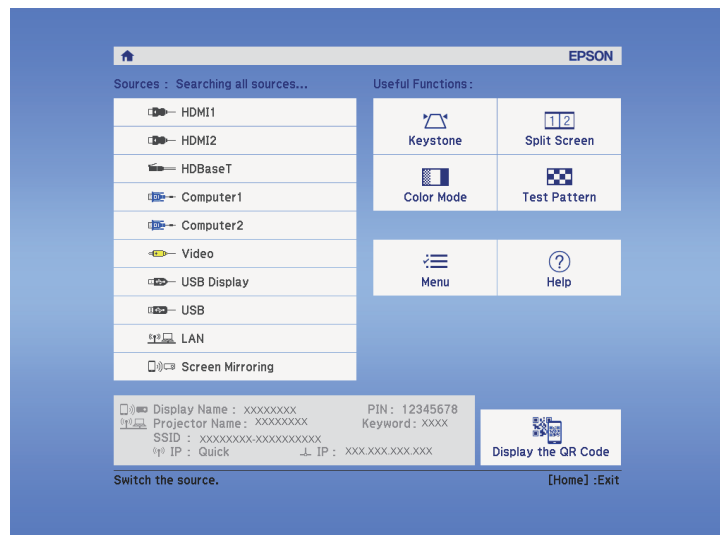 EPSON
Sources : Searching all sources...
HDMI1
HDMI2
HDBaseT
Computer1
Computer2
Video
USB Display
USB
LAN
Screen Mirroring
Useful Functions:
Keystone
1 2
Split Screen
Color Mode
Test Pattern
Menu
? 
Help
Display Name : XXXXXXXX PIN : 12345678
Projector Name : XXXXXXXX Keyword : XXXX
SSID : XXXXXXXX-XXXXXXXXXX
IP : Quick IP : XXX.XXX.XXX.XXX
Display the QR Code
Switch the source. [Home] :Exit